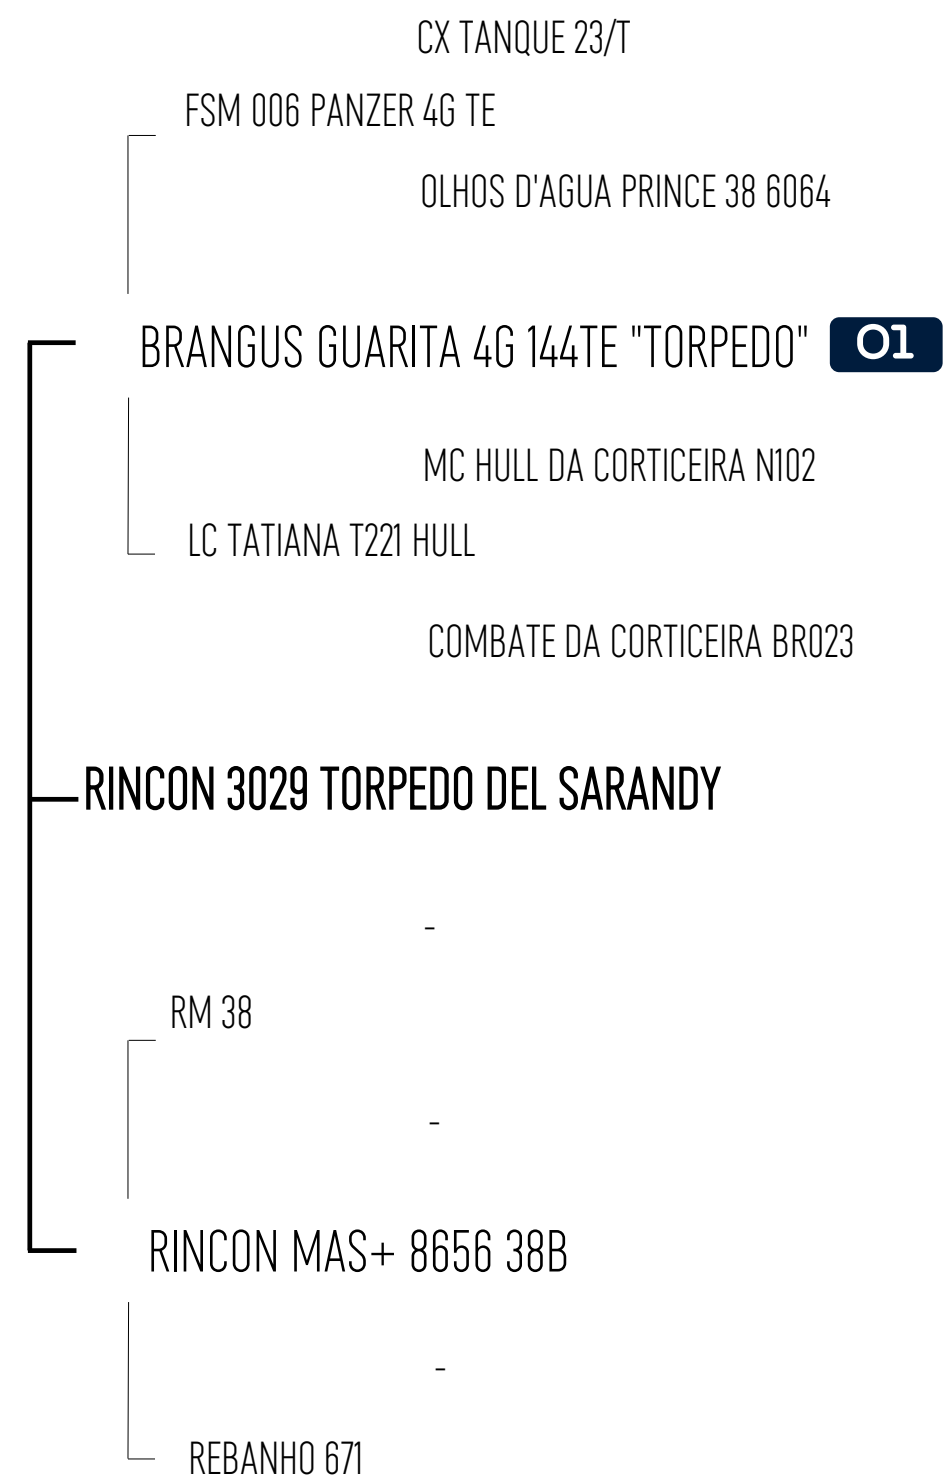 CX TANQUE 23/T
FSM 006 PANZER 4G TE
OLHOS D'AGUA PRINCE 38 6064
BRANGUS GUARITA 4G 144TE "TORPEDO" 01
MC HULL DA CORTICEIRA N102
LC TATIANA T221 HULL
COMBATE DA CORTICEIRA BR023
RINCON 3029 TORPEDO DEL SARANDY
-
RM 38
-
RINCON MAS+ 8656 38B
-
REBANHO 671